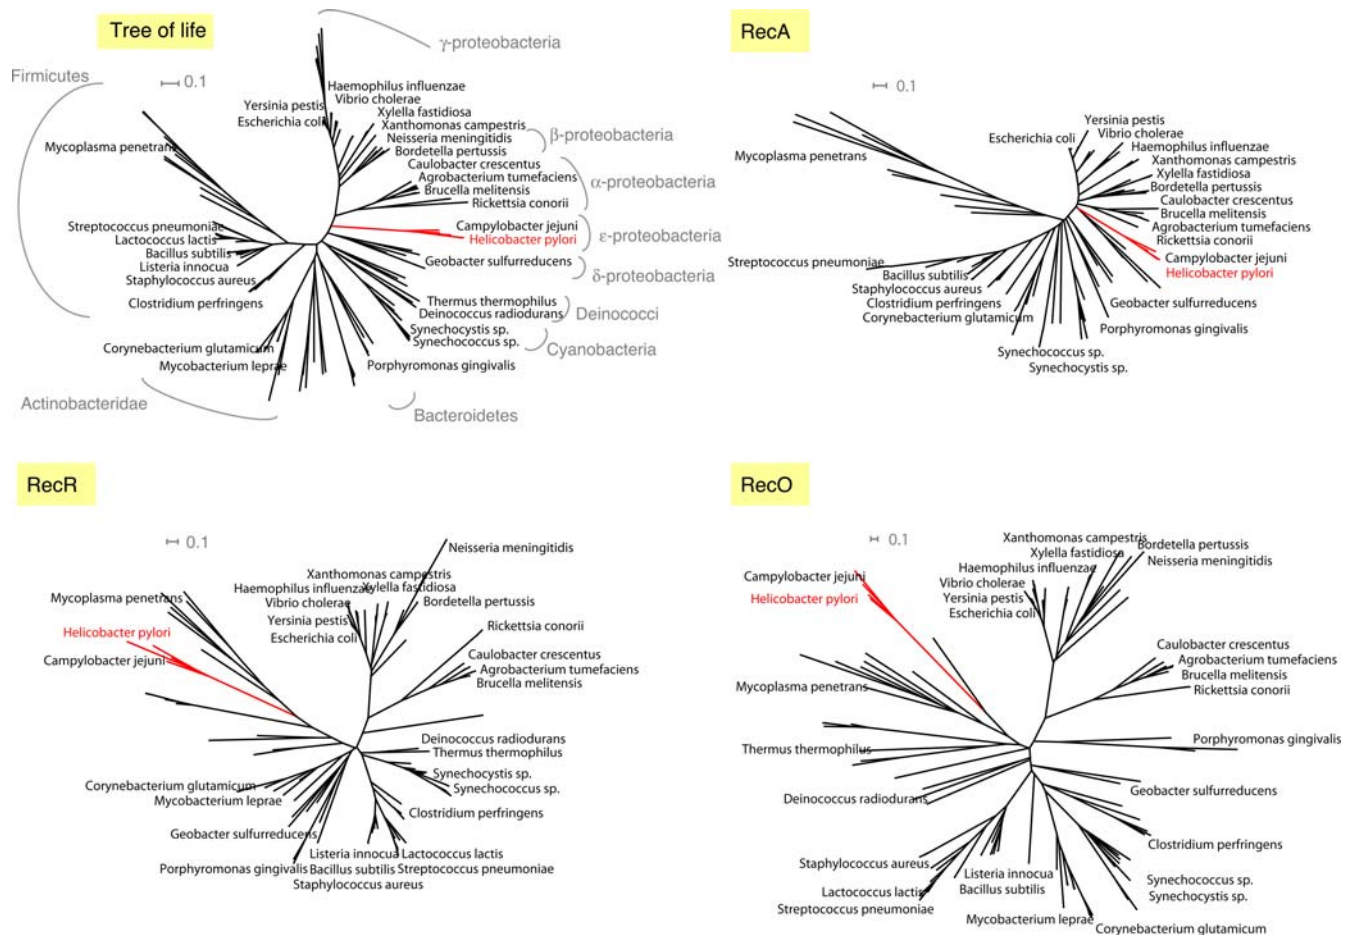 Tree of life
γ-proteobacteria
Firmicutes
0.1
Haemophilus influenzae
Vibrio cholerae
Yersinia pestis
Xylella fastidiosa
Escherichia coli
Xanthomonas campestris
β-proteobacteria
Neisseria meningitidis
Mycoplasma penetrans
Bordetella pertussis
Caulobacter crescentus
Agrobacterium tumefaciens
α-proteobacteria
Brucella melitensis
Rickettsia conorii
Streptococcus pneumoniae
Campylobacter jejuni
Lactococcus lactis
Helicobacter pylori
ε-proteobacteria
Bacillus subtilis
Geobacter sulfurreducens
Listeria innocua
δ-proteobacteria
Staphylococcus aureus
Clostridium perfringens
Thermus thermophilus
Deinococcus radiodurans
Deinococci
Synechocystis sp.
Synechococcus sp.
Cyanobacteria
Corynebacterium glutamicum
Mycobacterium leprae
Porphyromonas gingivalis
Actinobacteridae
Bacteroidetes
RecA
0.1
Yersinia pestis
Escherichia coli
Vibrio cholerae
Haemophilus influenzae
Mycoplasma penetrans
Xanthomonas campestris
Xylella fastidiosa
Bordetella pertussis
Caulobacter crescentus
Brucella melitensis
Agrobacterium tumefaciens
Rickettsia conorii
Streptococcus pneumoniae
Campylobacter jejuni
Bacillus subtilis
Helicobacter pylori
Staphylococcus aureus
Clostridium perfringens
Geobacter sulfurreducens
Corynebacterium glutamicum
Porphyromonas gingivalis
Synechococcus sp.
Synechocystis sp.
RecR
0.1
Neisseria meningitidis
Xanthomonas campestris
Haemophilus influenzae
Xylella fastidiosa
Mycoplasma penetrans
Vibrio cholerae
Bordetella pertussis
Yersinia pestis
Rickettsia conorii
Helicobacter pylori
Escherichia coli
Campylobacter jejuni
Caulobacter crescentus
Agrobacterium tumefaciens
Brucella melitensis
Deinococcus radiodurans
Thermus thermophilus
Synechocystis sp.
Corynebacterium glutamicum
Synechococcus sp.
Mycobacterium leprae
Clostridium perfringens
Geobacter sulfurreducens
Listeria innocua
Lactococcus lactis
Porphyromonas gingivalis
Bacillus subtilis
Streptococcus pneumoniae
Staphylococcus aureus
RecO
0.1
Xanthomonas campestris
Bordetella pertussis
Xylella fastidiosa
Neisseria meningitidis
Haemophilus influenzae
Campylobacter jejuni
Vibrio cholerae
Helicobacter pylori
Yersinia pestis
Escherichia coli
Caulobacter crescentus
Agrobacterium tumefaciens
Brucella melitensis
Mycoplasma penetrans
Rickettsia conorii
Porphyromonas gingivalis
Thermus thermophilus
Geobacter sulfurreducens
Deinococcus radiodurans
Clostridium perfringens
Staphylococcus aureus
Listeria innocua
Synechococcus sp.
Lactococcus lactis
Bacillus subtilis
Synechocystis sp.
Streptococcus pneumoniae
Mycobacterium leprae
Corynebacterium glutamicum